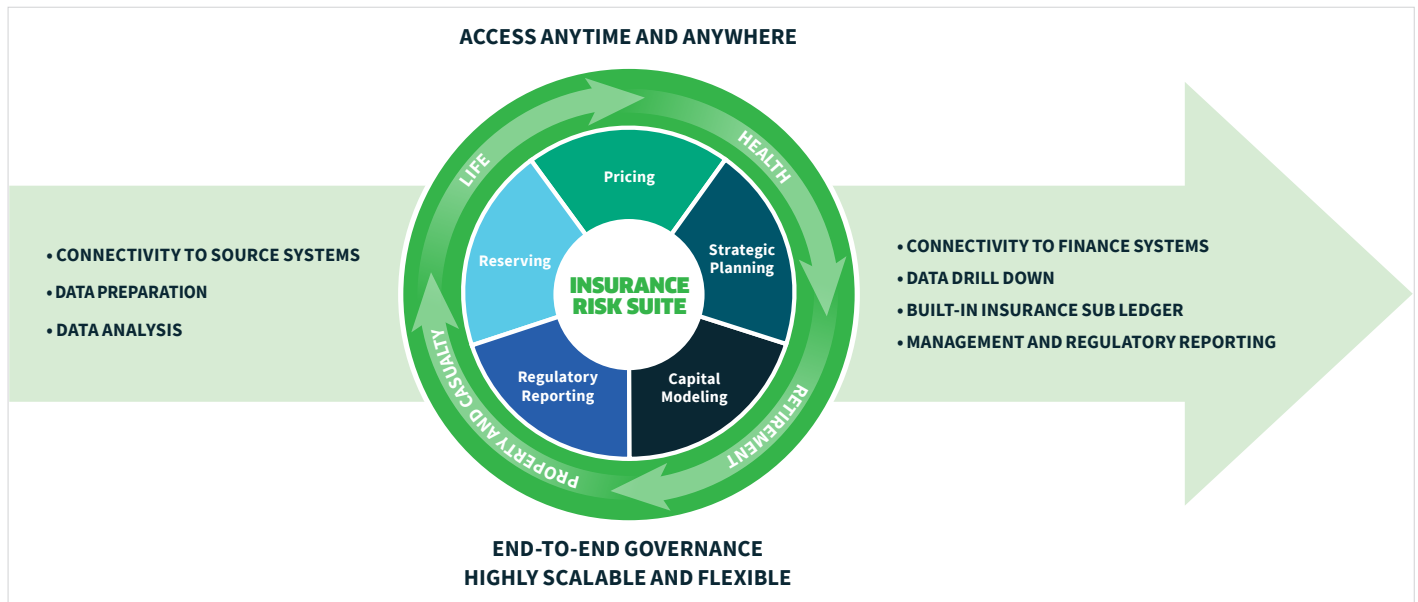 ACCESS ANYTIME AND ANYWHERE
• CONNECTIVITY TO SOURCE SYSTEMS
• DATA PREPARATION
• DATA ANALYSIS
LIFE
HEALTH
RETIREMENT
PROPERTY AND CASUALTY
Pricing
Strategic
Planning
Capital
Modeling
Regulatory
Reporting
Reserving
INSURANCE
RISK SUITE
• CONNECTIVITY TO FINANCE SYSTEMS
• DATA DRILL DOWN
• BUILT-IN INSURANCE SUB LEDGER
• MANAGEMENT AND REGULATORY REPORTING
END-TO-END GOVERNANCE
HIGHLY SCALABLE AND FLEXIBLE